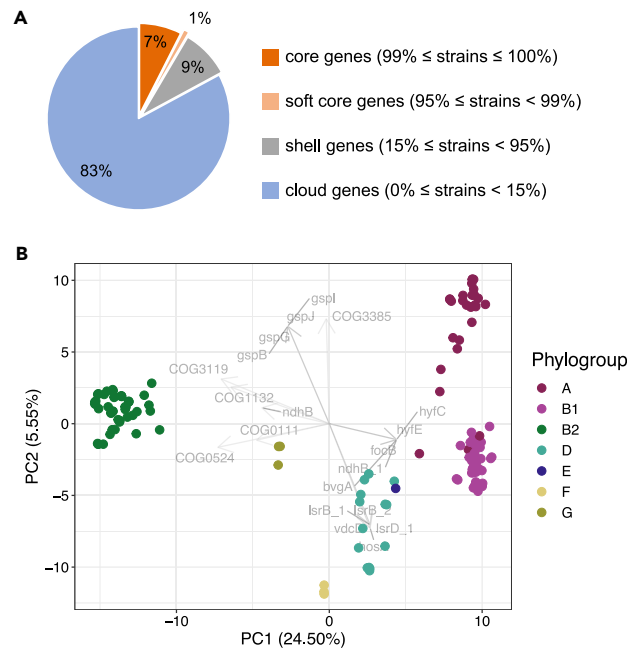 A
1%
7%
9%
83%
core genes (99% ≤ strains ≤ 100%)
soft core genes (95% ≤ strains < 99%)
shell genes (15% ≤ strains < 95%)
cloud genes (0% ≤ strains < 15%)
B
10
5
0
−5
−10
PC2 (5.55%)
gspI
gspJ
COG3385
gspG
gspB
COG3119
COG1132
ndhB
hyfC
COG0111
hyfE
focB
COG0524
ndhB_1
bvgA
lsrB_1
lsrB_2
lsrD_1
−10
0
10
PC1 (24.50%)
Phylogroup
A
B1
B2
D
E
F
G